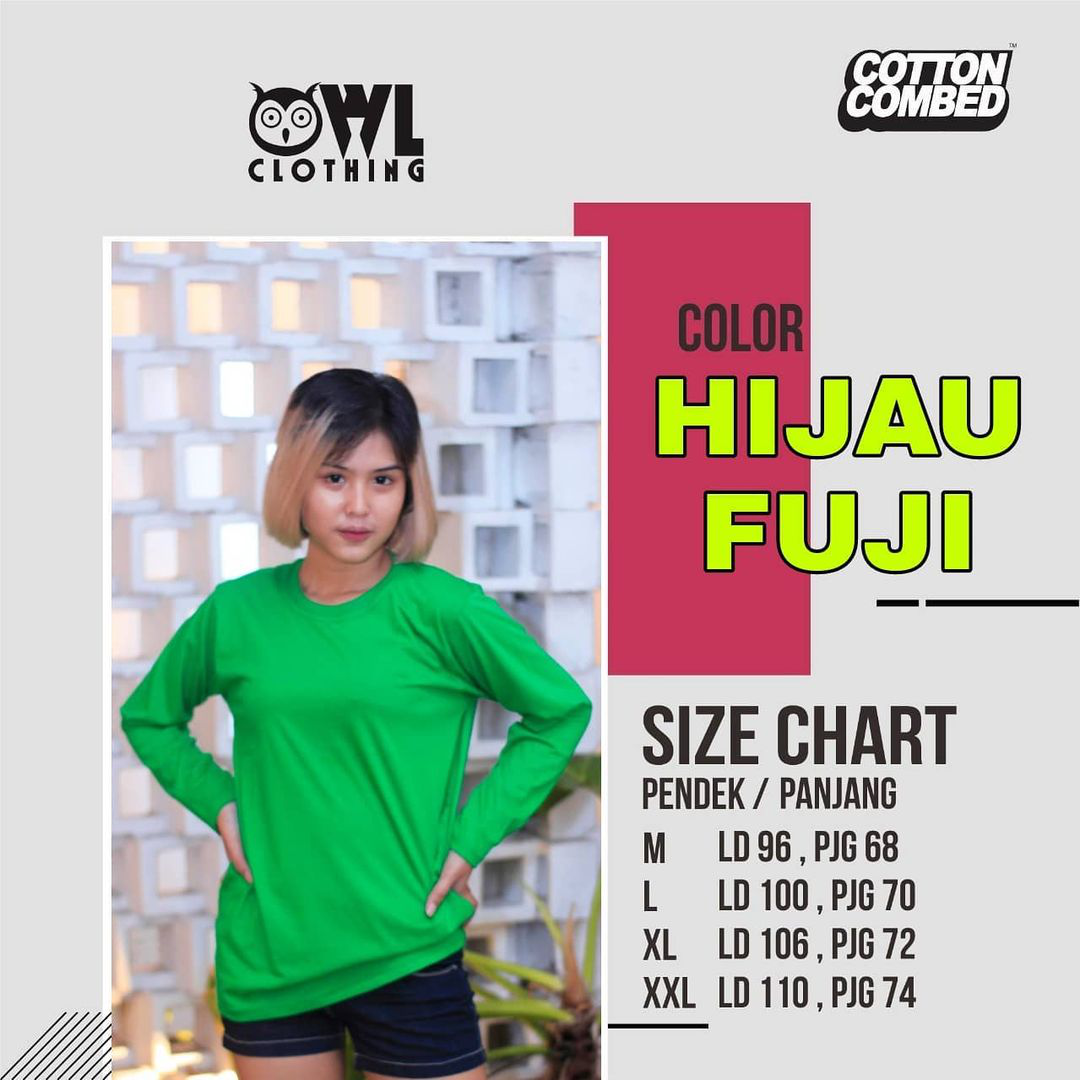 OWL
CLOTHING
COTTON
COMBED
™
COLOR
HIJAU
FUJI
SIZE CHART
PENDEK / PANJANG
M LD 96 , PJG 68
L LD 100 , PJG 70
XL LD 106 , PJG 72
XXL LD 110 , PJG 74